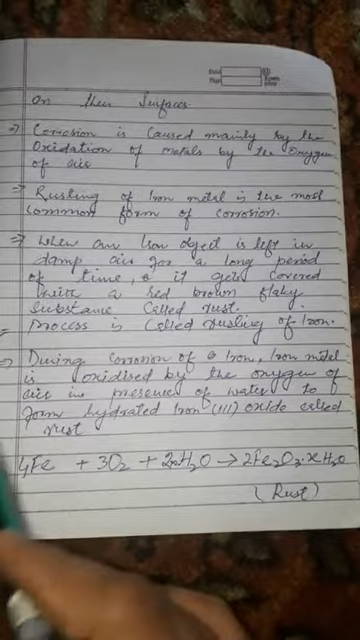 on their Surfaces.
⇒ Corrosion is Caused mainly by the
Oxidation of metals by the Oxygen
of air
⇒ Rusting of Iron metal is the most
Common form of corrosion.
⇒ When an Iron object is left in
damp air for a long period
of time, it gets Covered
with a red brown flaky
Substance Called rust.
process is Called rusting of Iron.
⇒ During corrosion of Iron, Iron metal
is oxidised by the oxygen of
air in presence of water to
form hydrated Iron (III) oxide called
rust
4Fe + 3O₂ + 2xH₂O → 2Fe₂O₃·xH₂O
(Rust)